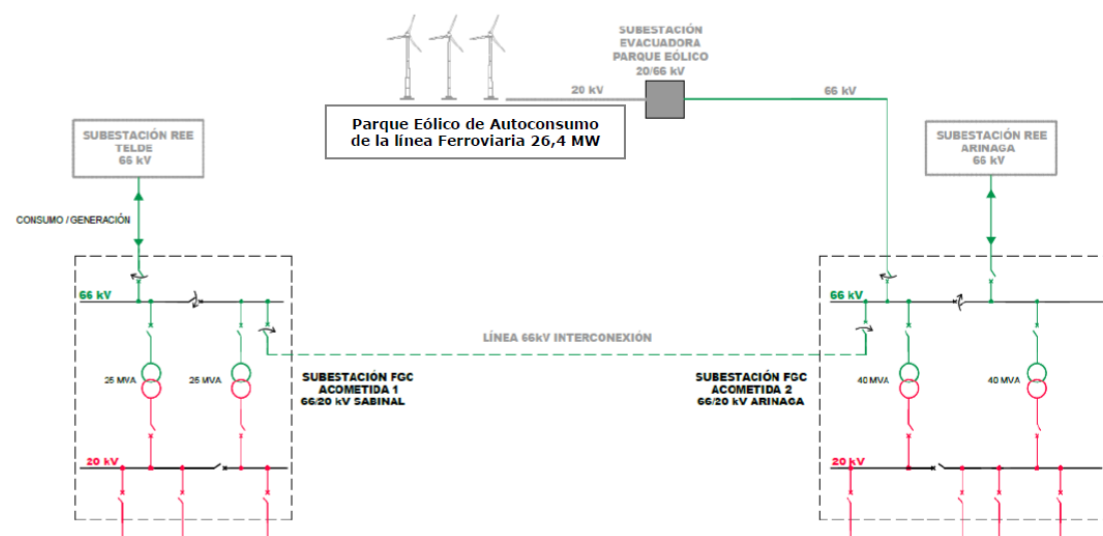 SUBESTACIÓN
EVACUADORA
PARQUE EÓLICO
20/66 kV
20 kV
66 kV
Parque Eólico de Autoconsumo
de la línea Ferroviaria 26,4 MW
SUBESTACIÓN REE
TELDE
66 kV
SUBESTACIÓN REE
ARINAGA
66 kV
CONSUMO / GENERACIÓN
66 kV
66 kV
LÍNEA 66kV INTERCONEXIÓN
25 MVA
25 MVA
SUBESTACIÓN FGC
ACOMETIDA 1
66/20 kV SABINAL
SUBESTACIÓN FGC
ACOMETIDA 2
66/20 kV ARINAGA
40 MVA
40 MVA
20 kV
20 kV